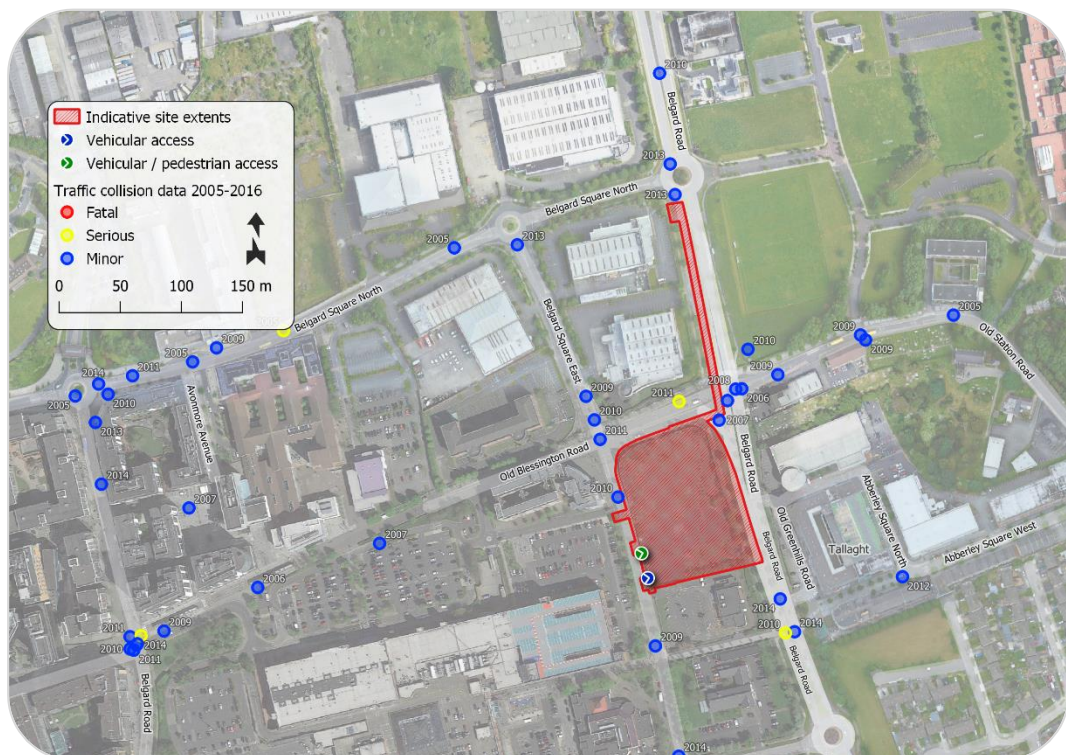 Indicative site extents
Vehicular access
Vehicular / pedestrian access
Traffic collision data 2005-2016
Fatal
Serious
Minor
0 50 100 150 m
2010
Belgard Road
2013
2013
Belgard Square North
2005
2013
Belgard Square North
2005
2009
2005
2011
2014
2005
2010
2013
Avonmore Avenue
Belgard Square East
2009
2010
2011
2011
2010
2009
2008
2006
2007
2009
2009
Old Station Road
Old Blessington Road
2014
2007
2010
2007
2006
Belgard Road
Belgard Road
Old Greenhills Road
Tallaght
Abberley Square North
Abberley Square West
2012
2014
2010
2014
2009
2011
2009
2014
2010
2011
Belgard Road
Belgard Road
2014